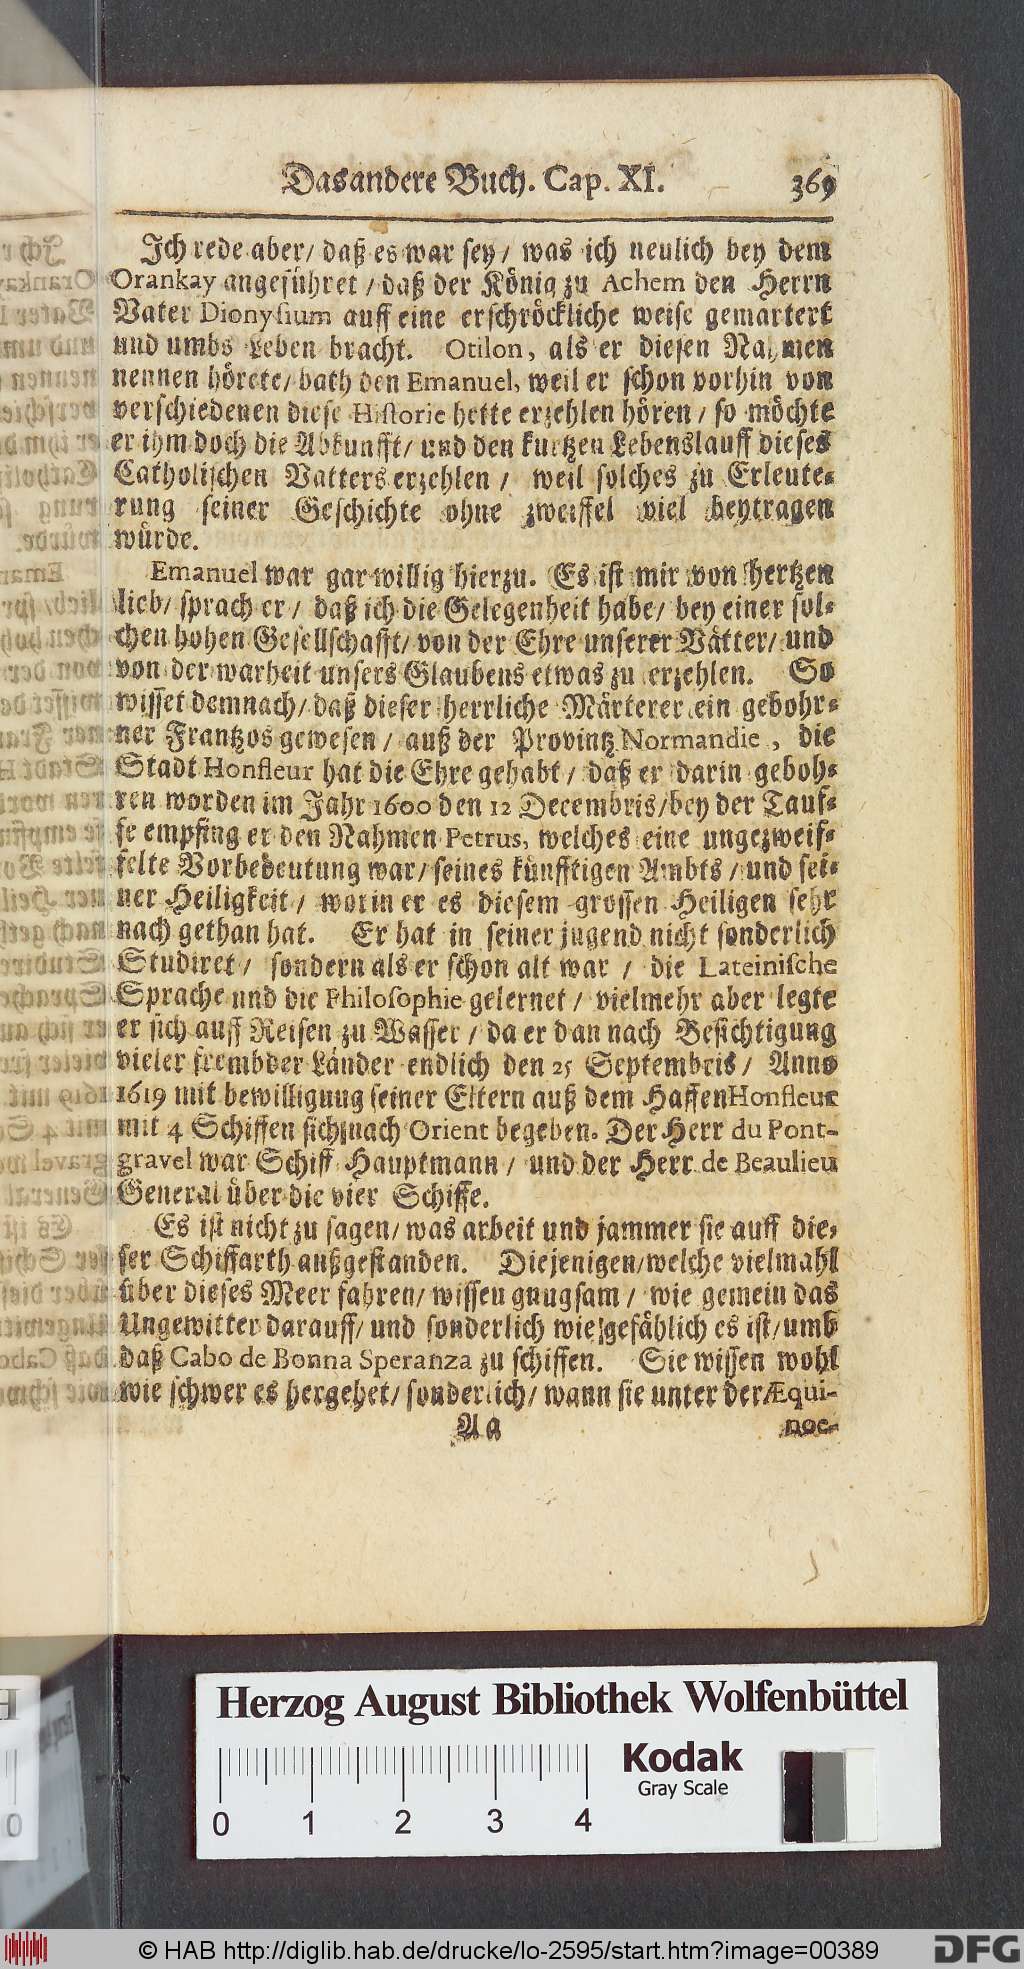 Das andere Buch. Cap. XI. 369
Ich rede aber/ daß es war sey/ was ich neulich bey dem
Orankay angeführet / daß der König zu Achem den Herrn
Vater Dionysium auff eine erschröckliche weise gemartert
und umbs Leben bracht. Otilon, als er diesen Nahmen
nennen hörete/ bath den Emanuel, weil er schon vorhin von
verschiedenen diese Historie hette erzehlen hören / so möchte
er ihm doch die Abkunfft/ und den kurtzen Lebenslauff dieses
Catholischen Vatters erzehlen / weil solches zu Erleute-
rung seiner Geschichte ohne zweiffel viel beytragen
würde.
Emanuel war gar willig hierzu. Es ist mir von hertzen
lieb/ sprach er / daß ich die Gelegenheit habe/ bey einer sol-
chen hohen Gesellschafft/ von der Ehre unserer Vätter/ und
von der warheit unsers Glaubens etwas zu erzehlen. So
wisset demnach/ daß dieser herrliche Märterer ein gebohr-
ner Frantzos gewesen / auß der Provintz Normandie, die
Stadt Honfleur hat die Ehre gehabt / daß er darin geboh-
ren worden im Jahr 1600 den 12 Decembris/ bey der Tauf-
fe empfing er den Nahmen Petrus, welches eine ungezweif-
felte Vorbedeutung war/ seines künfftigen Ambts / und sei-
ner Heiligkeit / worin er es diesem grossen Heiligen sehr
nach gethan hat. Er hat in seiner jugend nicht sonderlich
Studiret / sondern als er schon alt war / die Lateinische
Sprache und die Philosophie gelernet / vielmehr aber legte
er sich auff Reisen zu Wasser / da er dan nach Besichtigung
vieler frembder Länder endlich den 25 Septembris / Anno
1619 mit bewilligung seiner Eltern auß dem Haffen Honfleur
mit 4 Schiffen sich nach Orient begeben. Der Herr du Pont-
gravel war Schiff Hauptmann / und der Herr de Beaulieu
General über die vier Schiffe.
Es ist nicht zu sagen/ was arbeit und jammer sie auff die-
ser Schiffarth außgestanden. Diejenigen/ welche vielmahl
über dieses Meer fahren/ wissen gnugsam / wie gemein das
Ungewitter darauff/ und sonderlich wie gefählich es ist/ umb
daß Cabo de Bonna Speranza zu schiffen. Sie wissen wohl
wie schwer es hergehet/ sonderlich/ wann sie unter der Æqui-
Aa noc-
Herzog August Bibliothek Wolfenbüttel
Kodak
Gray Scale
0 1 2 3 4
© HAB http://diglib.hab.de/drucke/lo-2595/start.htm?image=00389
DFG